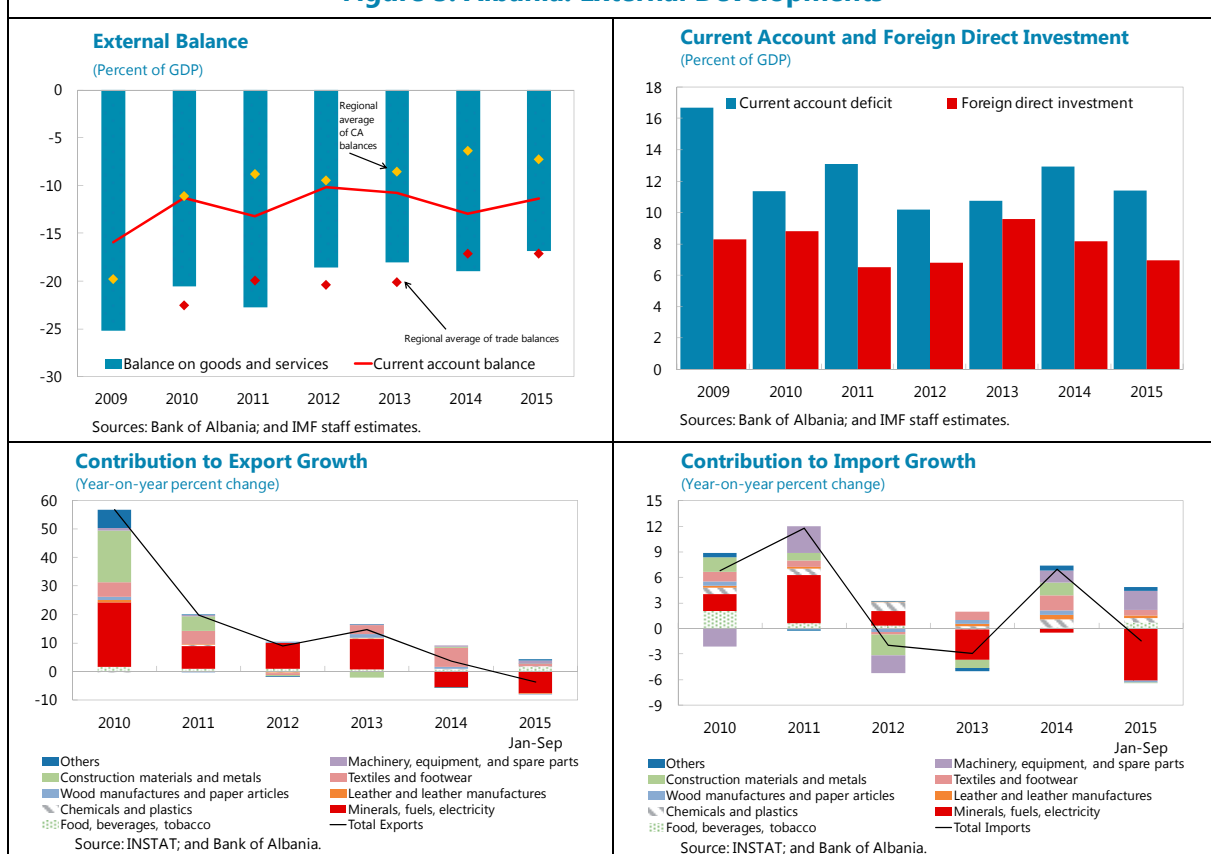 Figure 3. Albania: External Developments
External Balance
(Percent of GDP)
0
-5
-10
-15
-20
-25
-30
Regional
average
of CA
balances
Regional average of trade balances
Balance on goods and services
Current account balance
2009 2010 2011 2012 2013 2014 2015
Sources: Bank of Albania; and IMF staff estimates.
Current Account and Foreign Direct Investment
(Percent of GDP)
18
16
14
12
10
8
6
4
2
0
Current account deficit
Foreign direct investment
2009 2010 2011 2012 2013 2014 2015
Sources: Bank of Albania; and IMF staff estimates.
Contribution to Export Growth
(Year-on-year percent change)
60
50
40
30
20
10
0
-10
2010 2011 2012 2013 2014 2015
Jan-Sep
Others
Machinery, equipment, and spare parts
Construction materials and metals
Textiles and footwear
Wood manufactures and paper articles
Leather and leather manufactures
Chemicals and plastics
Minerals, fuels, electricity
Food, beverages, tobacco
Total Exports
Source: INSTAT; and Bank of Albania.
Contribution to Import Growth
(Year-on-year percent change)
15
12
9
6
3
0
-3
-6
-9
2010 2011 2012 2013 2014 2015
Jan-Sep
Others
Machinery, equipment, and spare parts
Construction materials and metals
Textiles and footwear
Wood manufactures and paper articles
Leather and leather manufactures
Chemicals and plastics
Minerals, fuels, electricity
Food, beverages, tobacco
Total Imports
Source: INSTAT; and Bank of Albania.